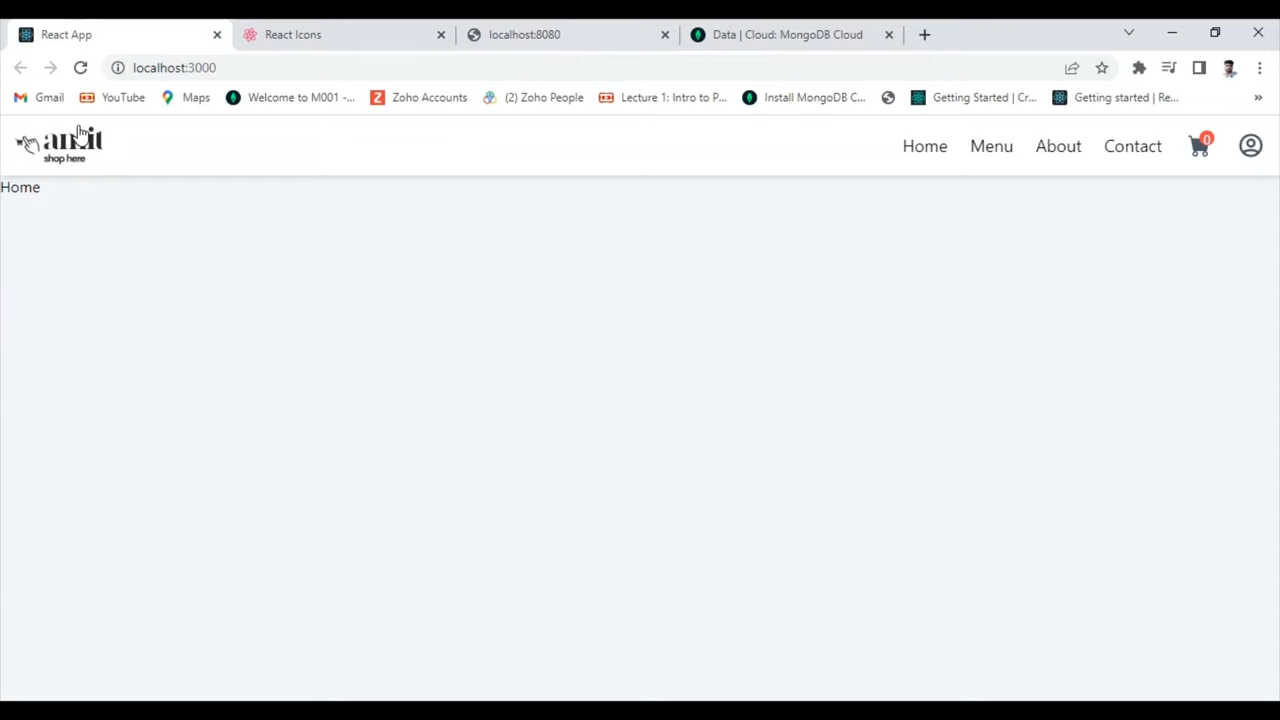 React App
React Icons
localhost:8080
Data | Cloud: MongoDB Cloud
localhost:3000
Gmail
YouTube
Maps
Welcome to M001 -...
Zoho Accounts
(2) Zoho People
Lecture 1: Intro to P...
Install MongoDB C...
Getting Started | Cr...
Getting started | Re...
»
ankit
shop here
Home
Menu
About
Contact
0
Home